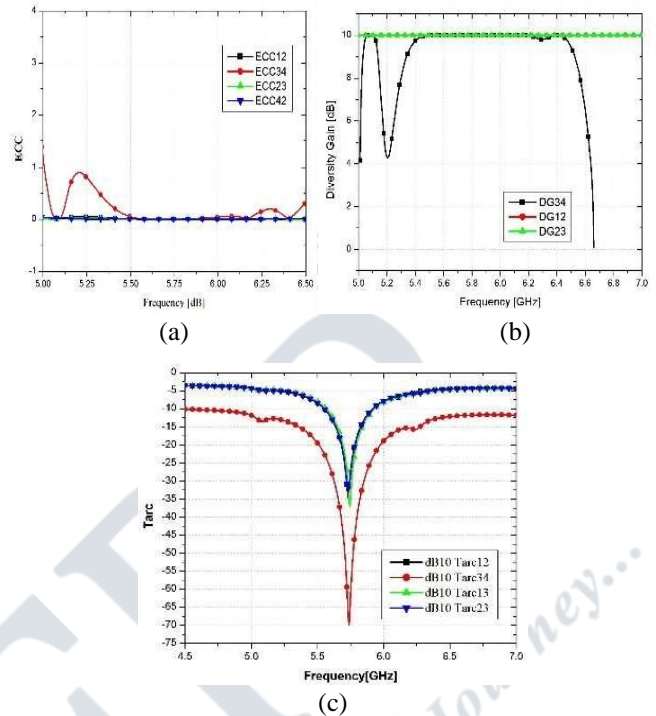 4
3
2
1
0
-1
ECC
ECC12
ECC34
ECC23
ECC42
5.00 5.25 5.50 5.75 6.00 6.25 6.50
Frequency [dB]
(a)
10
8
6
4
2
0
Diversity Gain [dB]
DG34
DG12
DG23
5.0 5.2 5.4 5.6 5.8 6.0 6.2 6.4 6.6 6.8 7.0
Frequency [GHz]
(b)
0
-5
-10
-15
-20
-25
-30
-35
-40
-45
-50
-55
-60
-65
-70
-75
Tarc
dB10 Tarc12
dB10 Tarc34
dB10 Tarc13
dB10 Tarc23
4.5 5.0 5.5 6.0 6.5 7.0
Frequency[GHz]
(c)